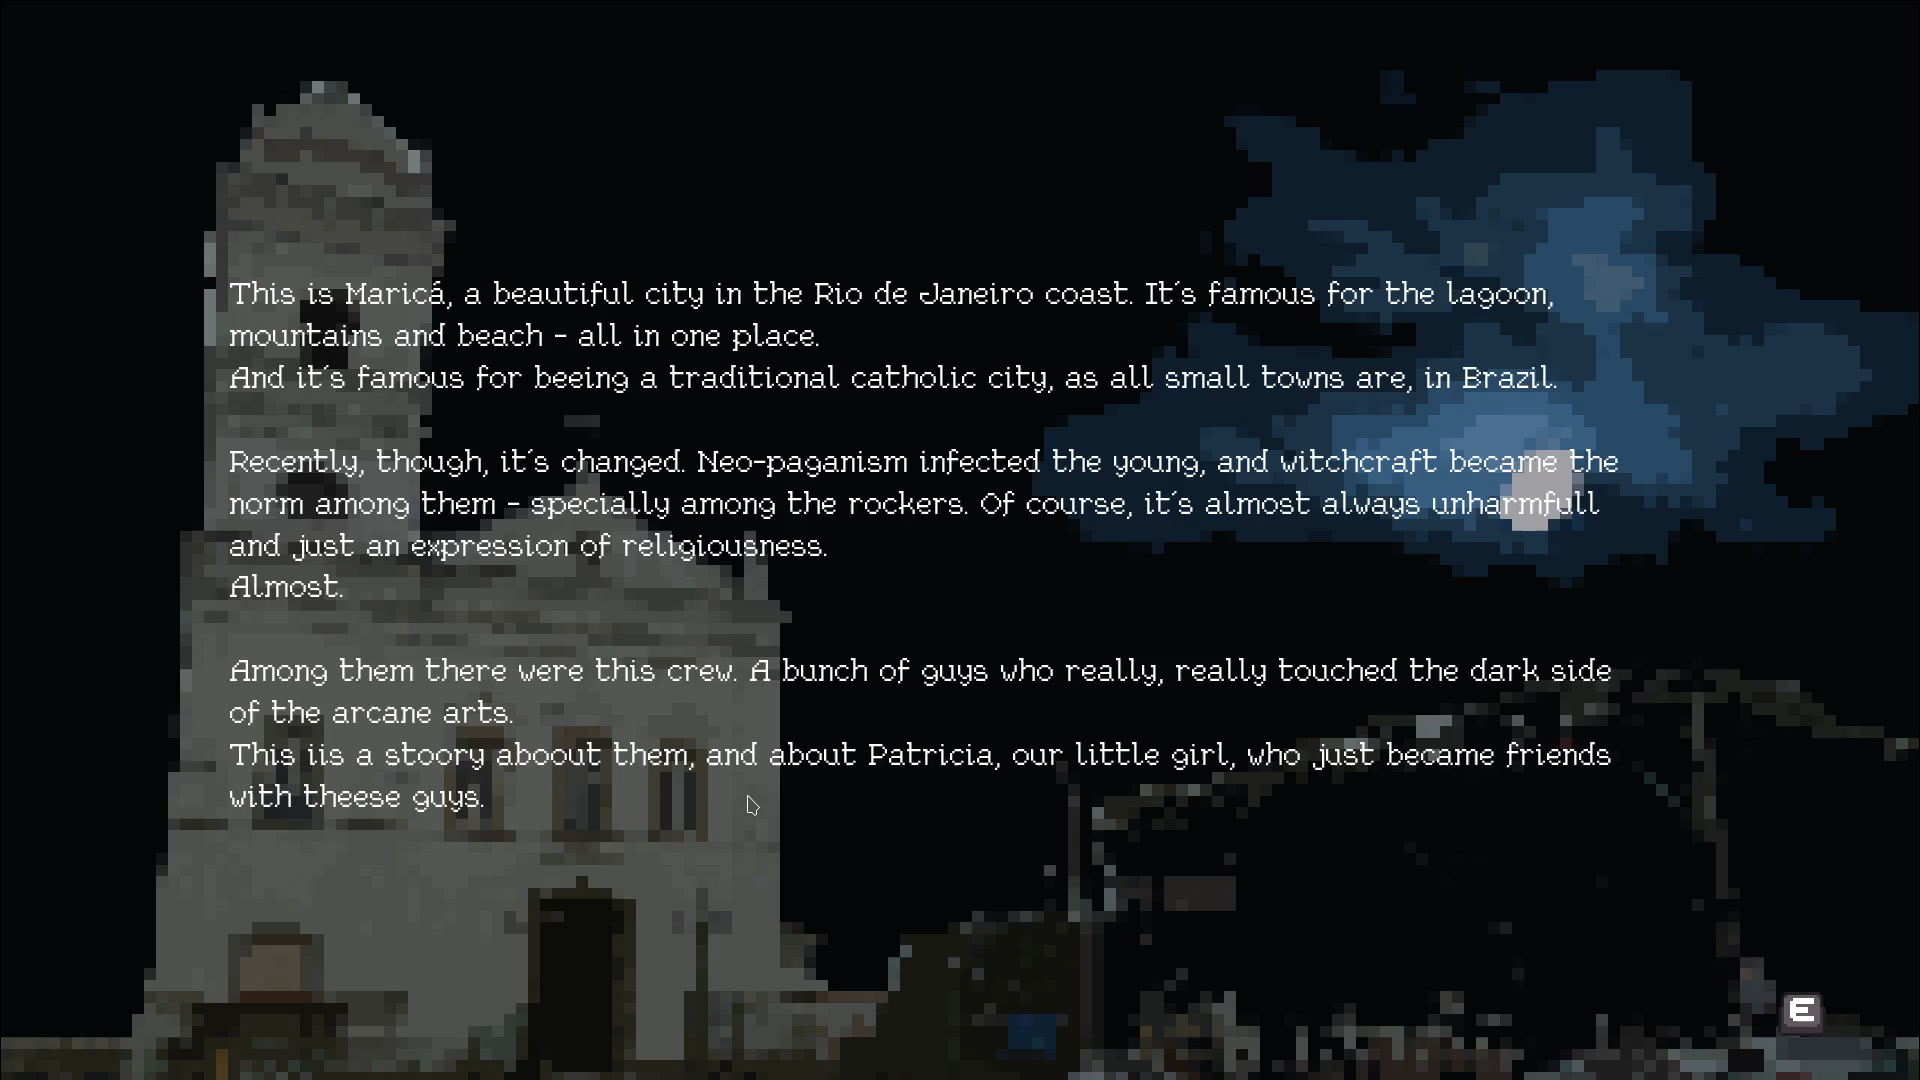 This is Maricá, a beautiful city in the Rio de Janeiro coast. It's famous for the lagoon,
mountains and beach - all in one place.
And it's famous for beeing a traditional catholic city, as all small towns are, in Brazil.
Recently, though, it's changed. Neo-paganism infected the young, and witchcraft became the
norm among them - specially among the rockers. Of course, it's almost always unharmfull
and just an expression of religiousness.
Almost.
Among them there were this crew. A bunch of guys who really, really touched the dark side
of the arcane arts.
This iis a stoory aboout them, and about Patricia, our little girl, who just became friends
with theese guys.
E